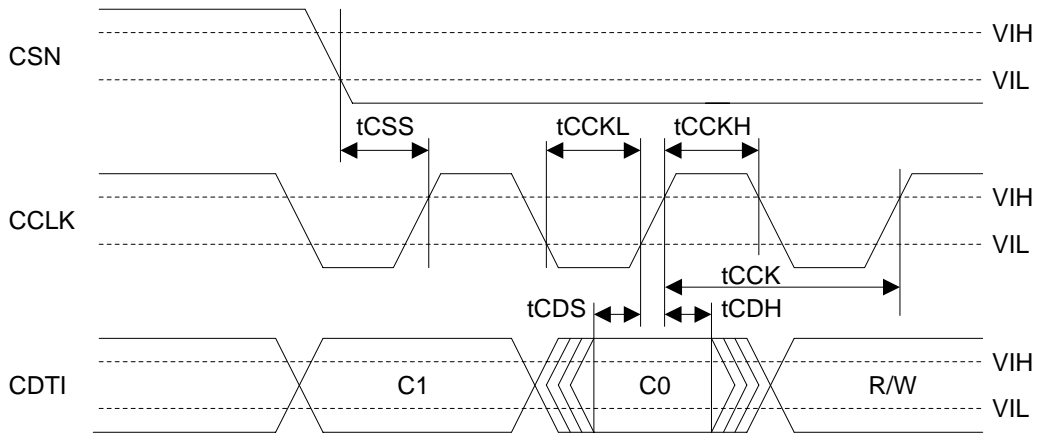 VIH
CSN
VIL
tCSS tCCKL tCCKH
VIH
CCLK
VIL
tCCK
tCDS tCDH
VIH
CDTI C1 C0 R/W
VIL